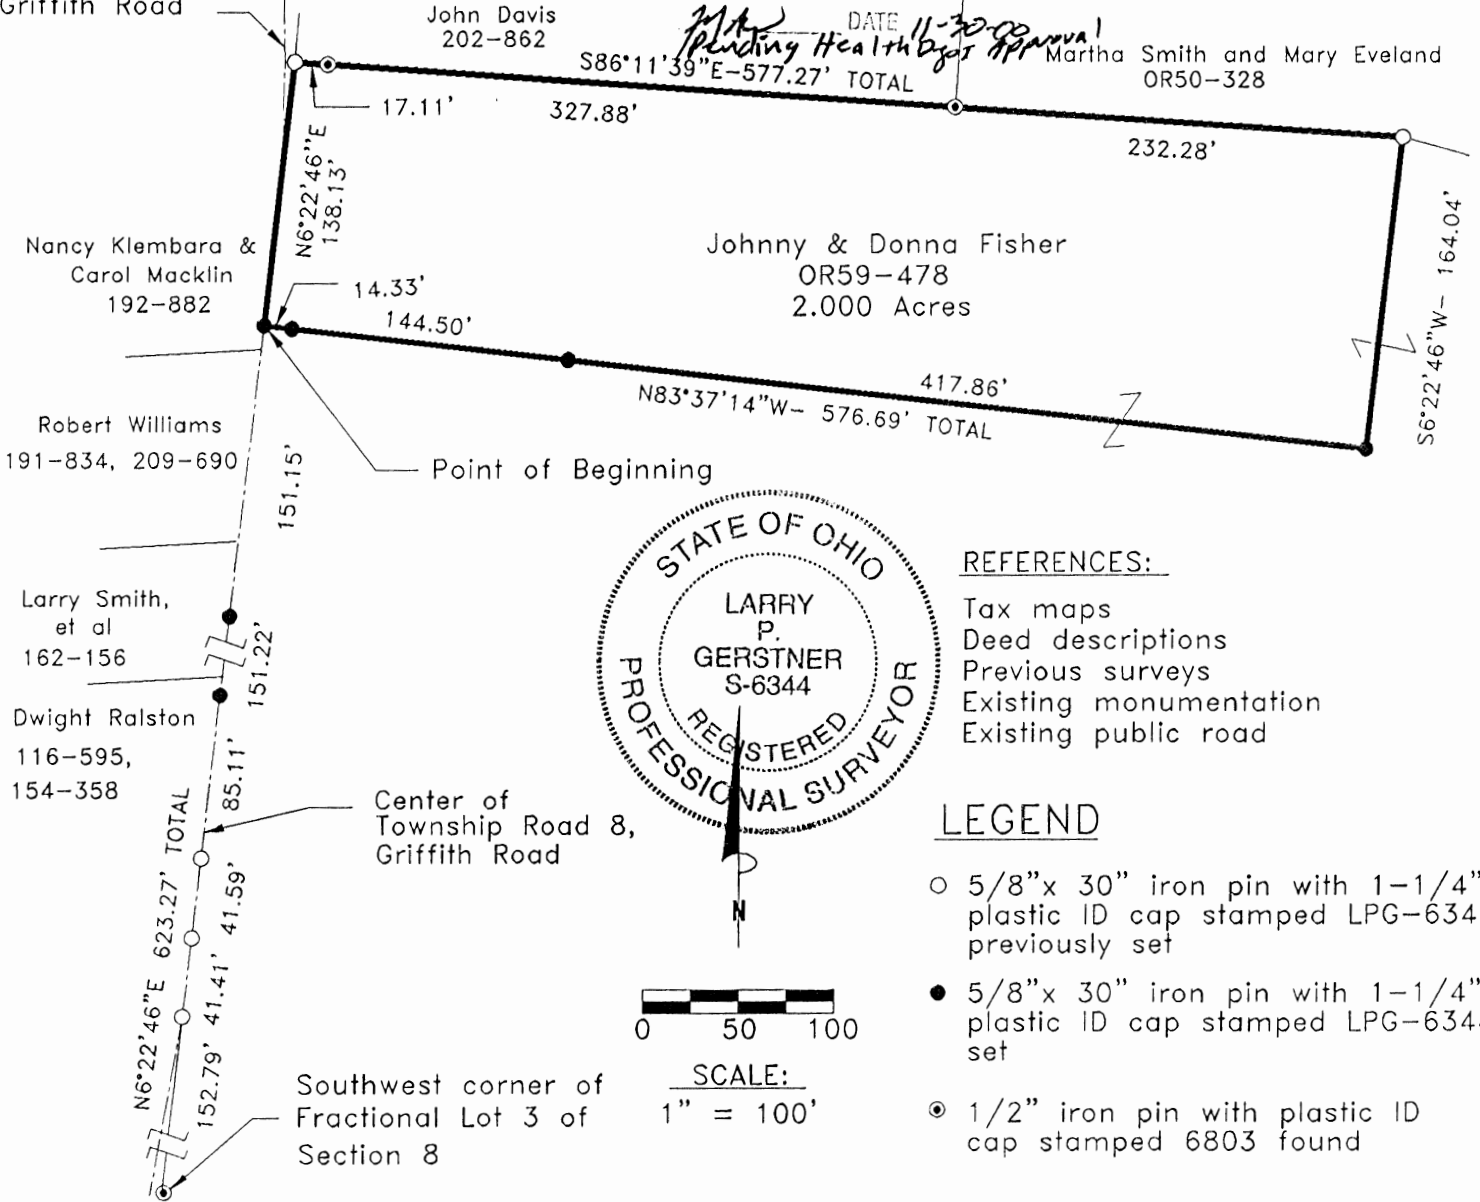 Griffith Road
John Davis
202-862
DATE 11-30-00
Pending Health Dept Approval
Martha Smith and Mary Eveland
OR50-328
S86°11'39"E-577.27' TOTAL
17.11'
327.88'
232.28'
N6°22'46"E
138.13'
Nancy Klembara &
Carol Macklin
192-882
14.33'
144.50'
Johnny & Donna Fisher
OR59-478
2.000 Acres
S6°22'46"W- 164.04'
417.86'
N83°37'14"W- 576.69' TOTAL
Robert Williams
191-834, 209-690
151.15'
Point of Beginning
Larry Smith,
et al
162-156
151.22'
Dwight Ralston
116-595,
154-358
85.11'
N6°22'46"E 623.27' TOTAL
41.59'
41.41'
152.79'
Center of
Township Road 8,
Griffith Road
Southwest corner of
Fractional Lot 3 of
Section 8
STATE OF OHIO
LARRY
P.
GERSTNER
S-6344
REGISTERED
PROFESSIONAL SURVEYOR
N
0 50 100
SCALE:
1" = 100'
REFERENCES:
Tax maps
Deed descriptions
Previous surveys
Existing monumentation
Existing public road
LEGEND
5/8"x 30" iron pin with 1-1/4"
plastic ID cap stamped LPG-634
previously set
5/8"x 30" iron pin with 1-1/4"
plastic ID cap stamped LPG-634
set
1/2" iron pin with plastic ID
cap stamped 6803 found